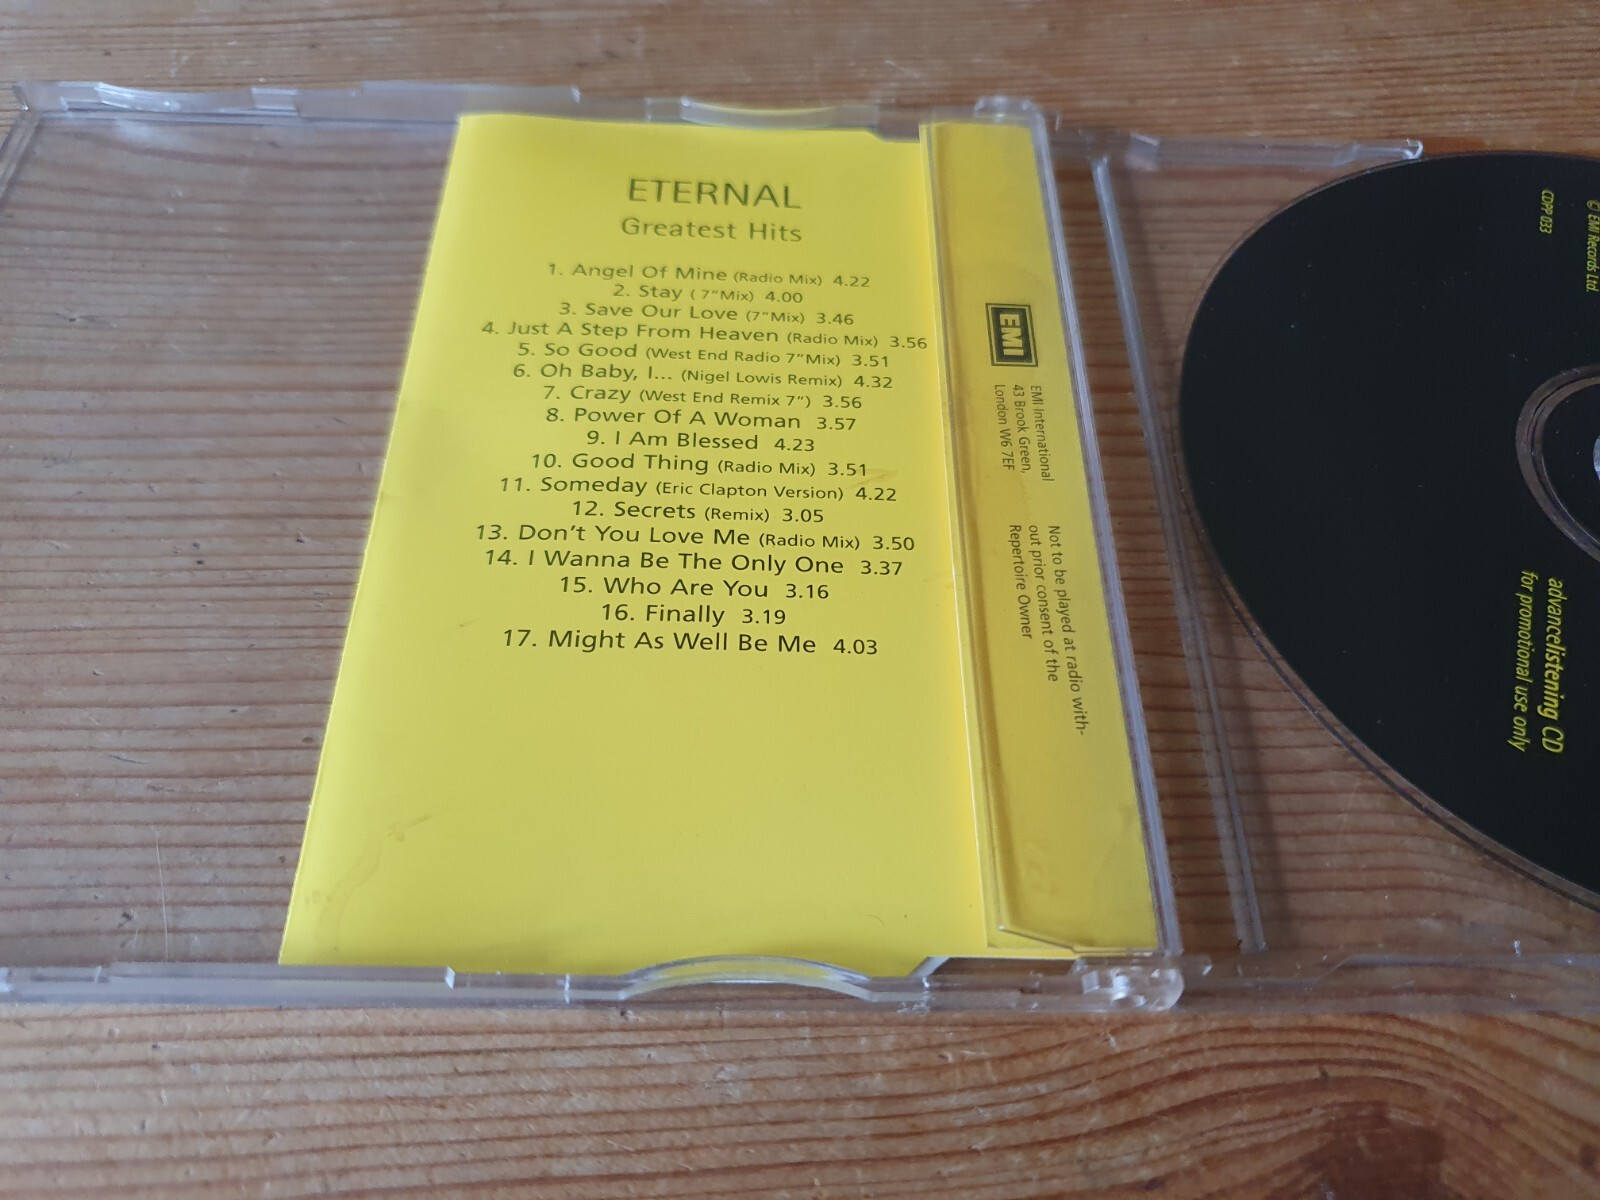 ETERNAL
Greatest Hits
1. Angel Of Mine (Radio Mix) 4.22
2. Stay ( 7"Mix) 4.00
3. Save Our Love (7"Mix) 3.46
4. Just A Step From Heaven (Radio Mix) 3.56
5. So Good (West End Radio 7"Mix) 3.51
6. Oh Baby, I... (Nigel Lowis Remix) 4.32
7. Crazy (West End Remix 7") 3.56
8. Power Of A Woman 3.57
9. I Am Blessed 4.23
10. Good Thing (Radio Mix) 3.51
11. Someday (Eric Clapton Version) 4.22
12. Secrets (Remix) 3.05
13. Don't You Love Me (Radio Mix) 3.50
14. I Wanna Be The Only One 3.37
15. Who Are You 3.16
16. Finally 3.19
17. Might As Well Be Me 4.03
EMI
EMI International
43 Brook Green,
London W6 7EF
Not to be played at radio with-
out prior consent of the
Repertoire Owner
© EMI Records Ltd.
CDPP 033
advancelistening CD
for promotional use only